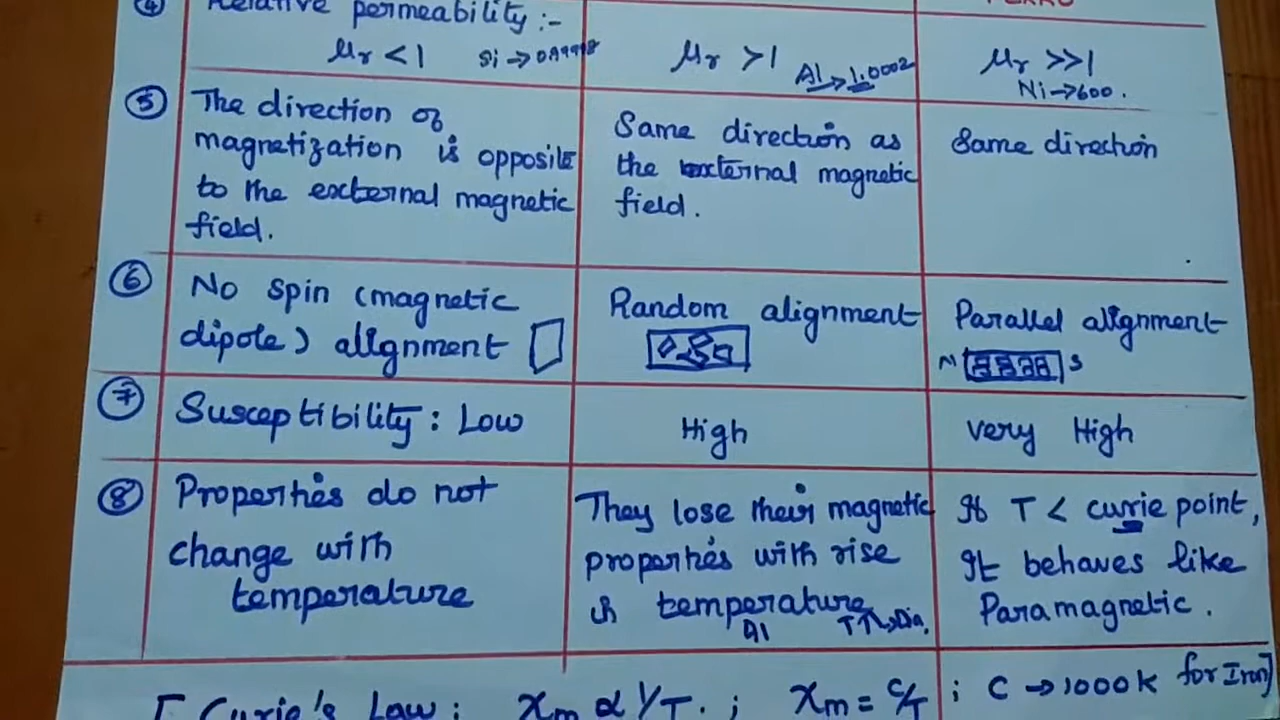 ④ Relative permeability :-
μr < 1 Si → 0.99998
μr > 1
Al → 1.0002
FERRO
μr >> 1
Ni → 600.
⑤ The direction of
magnetization is opposite
to the external magnetic
field.
Same direction as
the external magnetic
field.
Same direction
⑥ No spin (magnetic
dipole) alignment
Random alignment
Parallel alignment
N S
⑦ Susceptibility : Low
High
Very High
⑧ Properties do not
change with
temperature
They lose their magnetic
properties with rise
in temperature
Al
If T < curie point,
It behaves like
Paramagnetic.
[ Curie's Law : χm ∝ 1/T. ; χm = C/T ; C → 1000K for Iron]